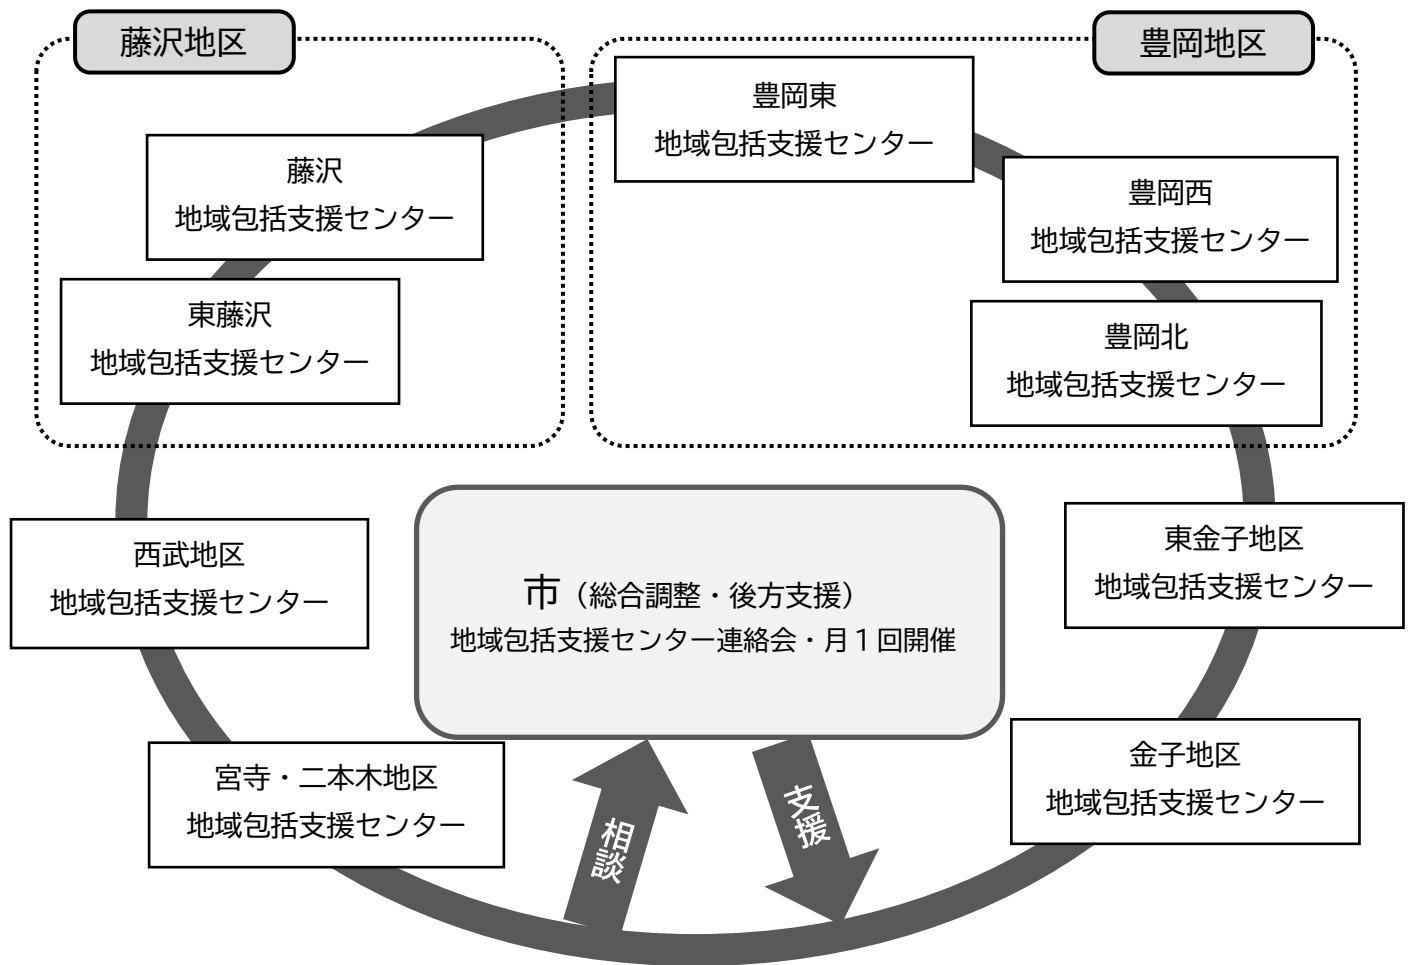 藤沢地区
豊岡地区
豊岡東
地域包括支援センター
藤沢
地域包括支援センター
豊岡西
地域包括支援センター
東藤沢
地域包括支援センター
豊岡北
地域包括支援センター
西武地区
地域包括支援センター
東金子地区
地域包括支援センター
市（総合調整・後方支援）
地域包括支援センター連絡会・月１回開催
宮寺・二本木地区
地域包括支援センター
金子地区
地域包括支援センター
相談
支援